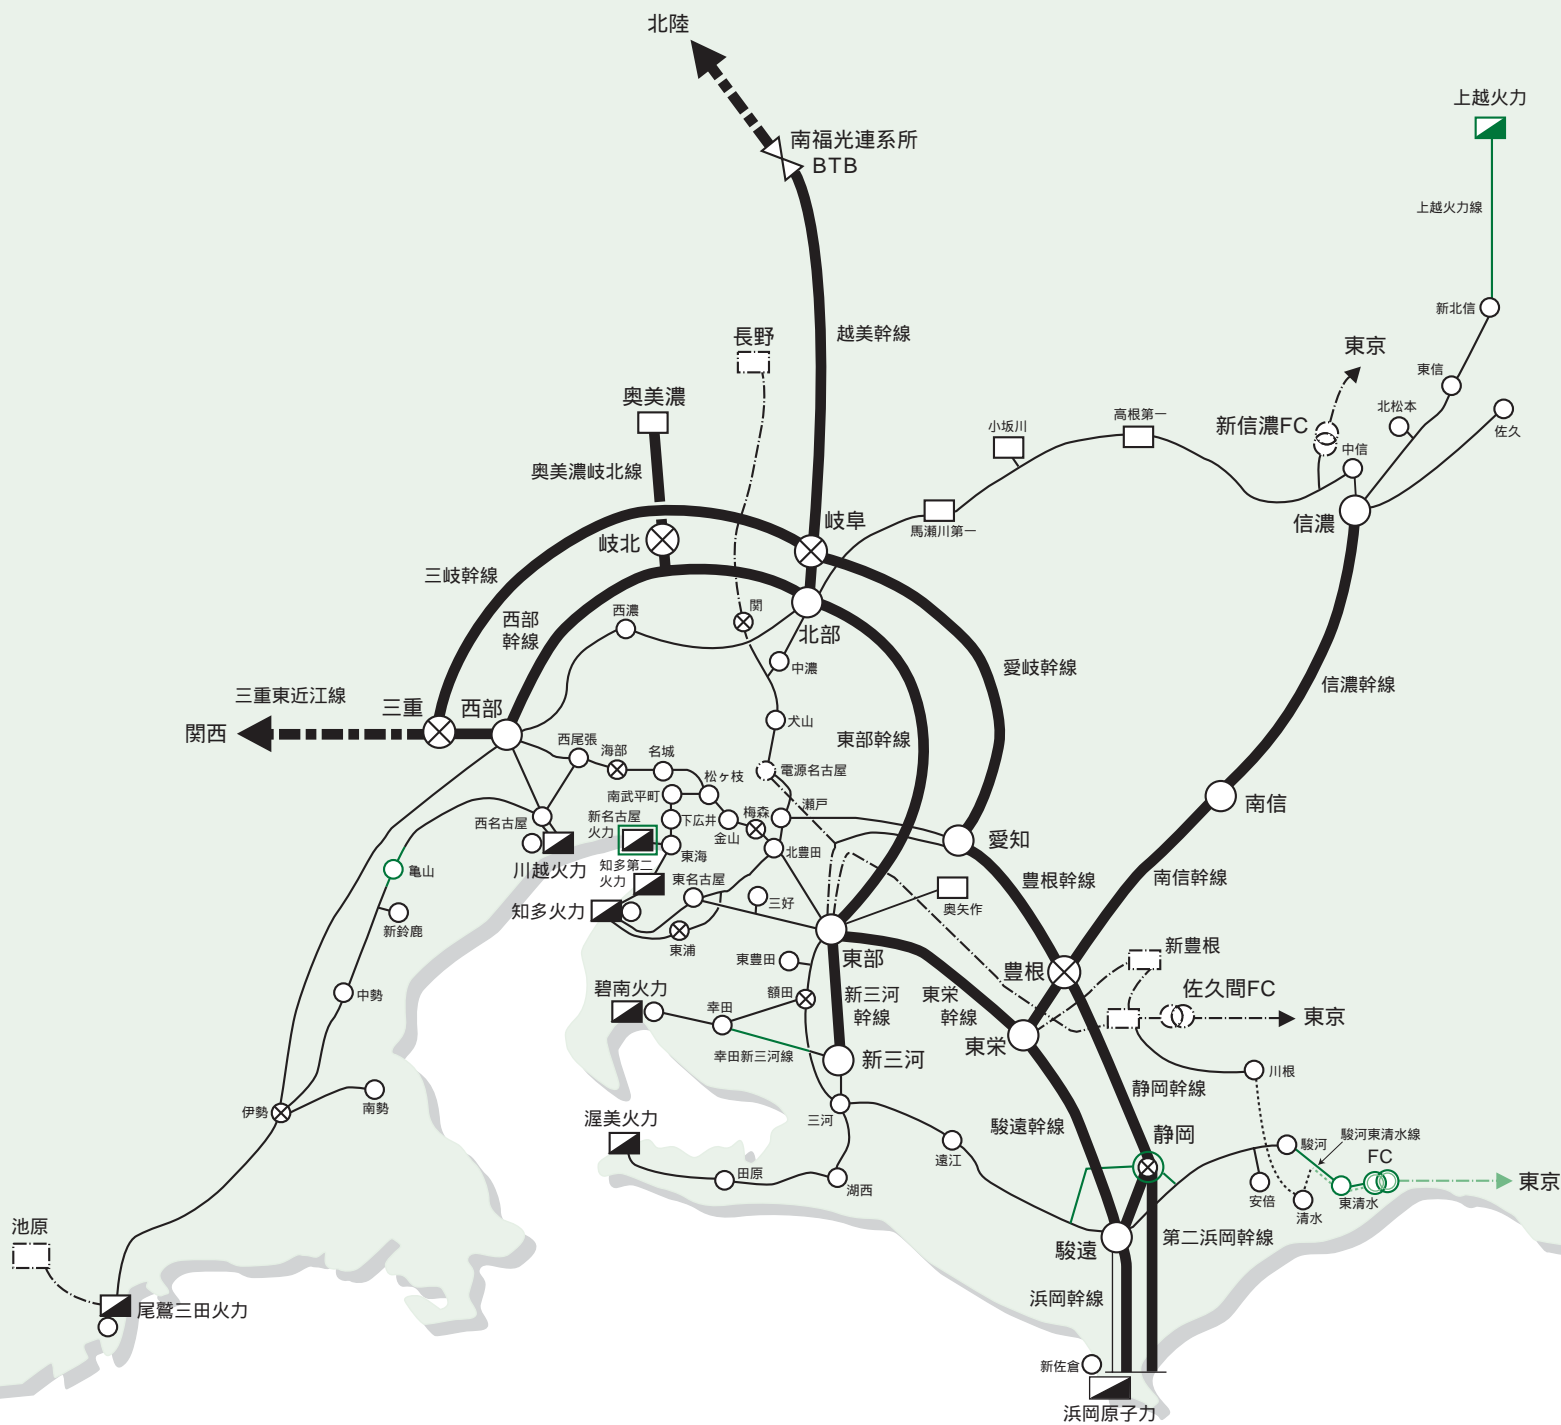 北陸
南福光連系所
BTB
上越火力
上越火力線
新北信
東京
東信
北松本
佐久
新信濃FC
中信
信濃
長野
越美幹線
奥美濃
奥美濃岐北線
小坂川
高根第一
馬瀬川第一
岐阜
岐北
三岐幹線
西部
幹線
西濃
関
北部
中濃
愛岐幹線
信濃幹線
三重東近江線
関西
三重
西部
犬山
東部幹線
西尾張
海部
名城
電源名古屋
松ヶ枝
南武平町
新名古屋
火力
下広井
梅森
瀬戸
金山
西名古屋
川越火力
東海
北豊田
愛知
南信
知多第二
火力
東名古屋
豊根幹線
南信幹線
亀山
新鈴鹿
知多火力
三好
奥矢作
東浦
東豊田
東部
豊根
新豊根
碧南火力
額田
新三河
幹線
東栄
幹線
佐久間FC
東京
中勢
幸田
幸田新三河線
新三河
東栄
静岡幹線
川根
南勢
伊勢
渥美火力
三河
駿遠幹線
静岡
駿河
駿河東清水線
FC
遠江
田原
湖西
安倍
清水
東清水
東京
池原
駿遠
第二浜岡幹線
尾鷲三田火力
浜岡幹線
新佐倉
浜岡原子力